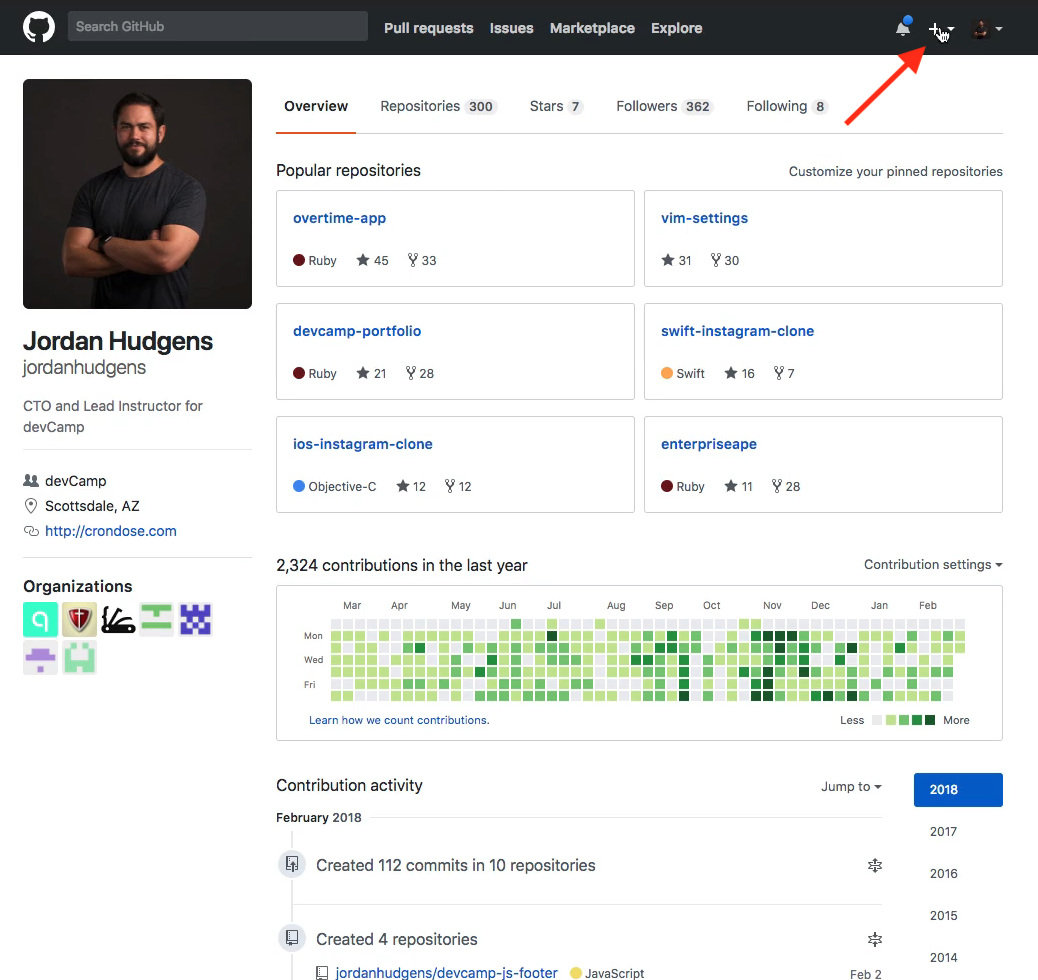 Search GitHub
Pull requests
Issues
Marketplace
Explore
Overview
Repositories 300
Stars 7
Followers 362
Following 8
Jordan Hudgens
jordanhudgens
CTO and Lead Instructor for
devCamp
devCamp
Scottsdale, AZ
http://crondose.com
Organizations
Popular repositories
Customize your pinned repositories
overtime-app
Ruby 45 33
vim-settings
31 30
devcamp-portfolio
Ruby 21 28
swift-instagram-clone
Swift 16 7
ios-instagram-clone
Objective-C 12 12
enterpriseape
Ruby 11 28
2,324 contributions in the last year
Contribution settings
Mar Apr May Jun Jul Aug Sep Oct Nov Dec Jan Feb
Mon
Wed
Fri
Learn how we count contributions.
Less More
Contribution activity
Jump to
2018
2017
2016
2015
2014
February 2018
Created 112 commits in 10 repositories
Created 4 repositories
jordanhudgens/devcamp-js-footer JavaScript Feb 2